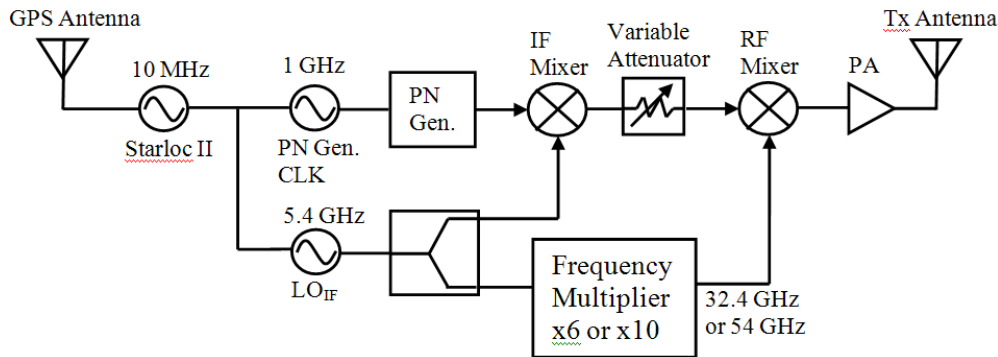 GPS Antenna
Tx Antenna
10 MHz
Starloc II
1 GHz
PN Gen.
CLK
PN
Gen.
IF
Mixer
Variable
Attenuator
RF
Mixer
PA
5.4 GHz
LOIF
Frequency
Multiplier
x6 or x10
32.4 GHz
or 54 GHz